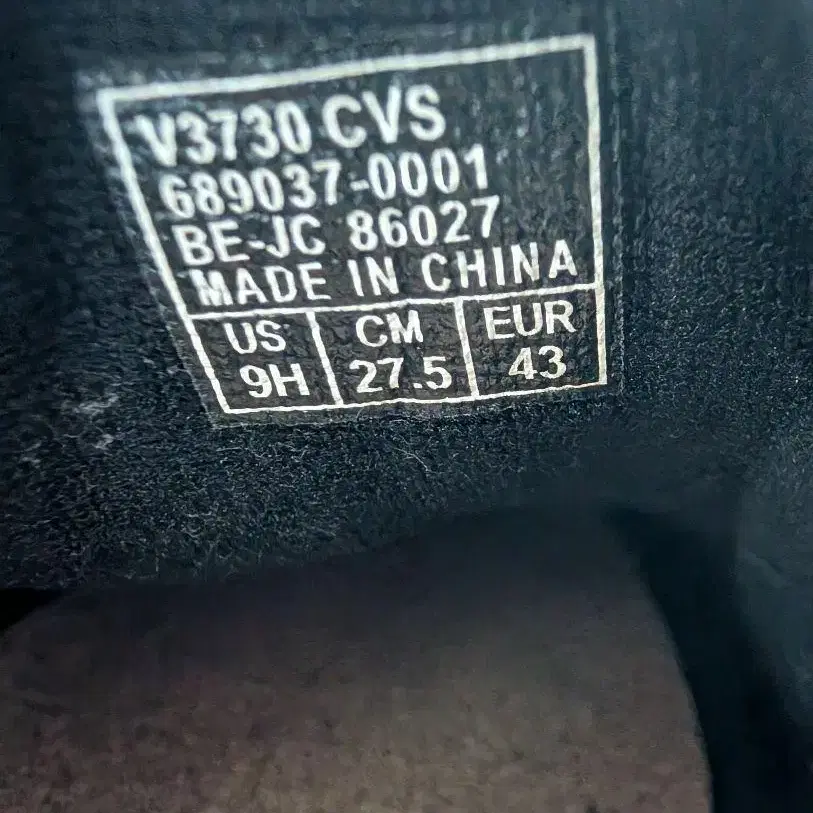 V3730 CVS
689037-0001
BE-JC 86027
MADE IN CHINA
US CM EUR
9H 27.5 43